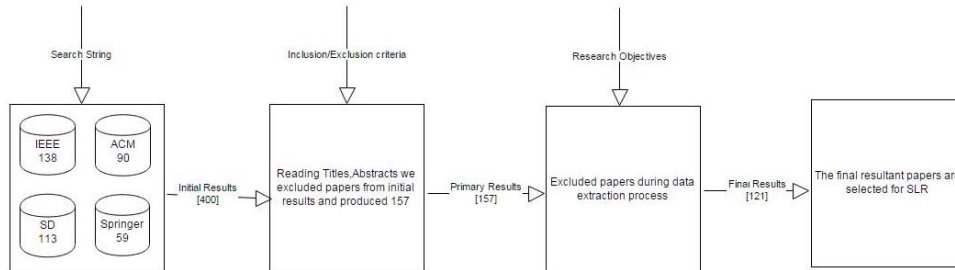 Search String
Inclusion/Exclusion criteria
Research Objectives
IEEE
138
ACM
90
SD
113
Springer
59
Initial Results
[400]
Reading Titles,Abstracts we
excluded papers from initial
results and produced 157
Primary Results
[157]
Excluded papers during data
extraction process
Final Results
[121]
The final resultant papers are
selected for SLR